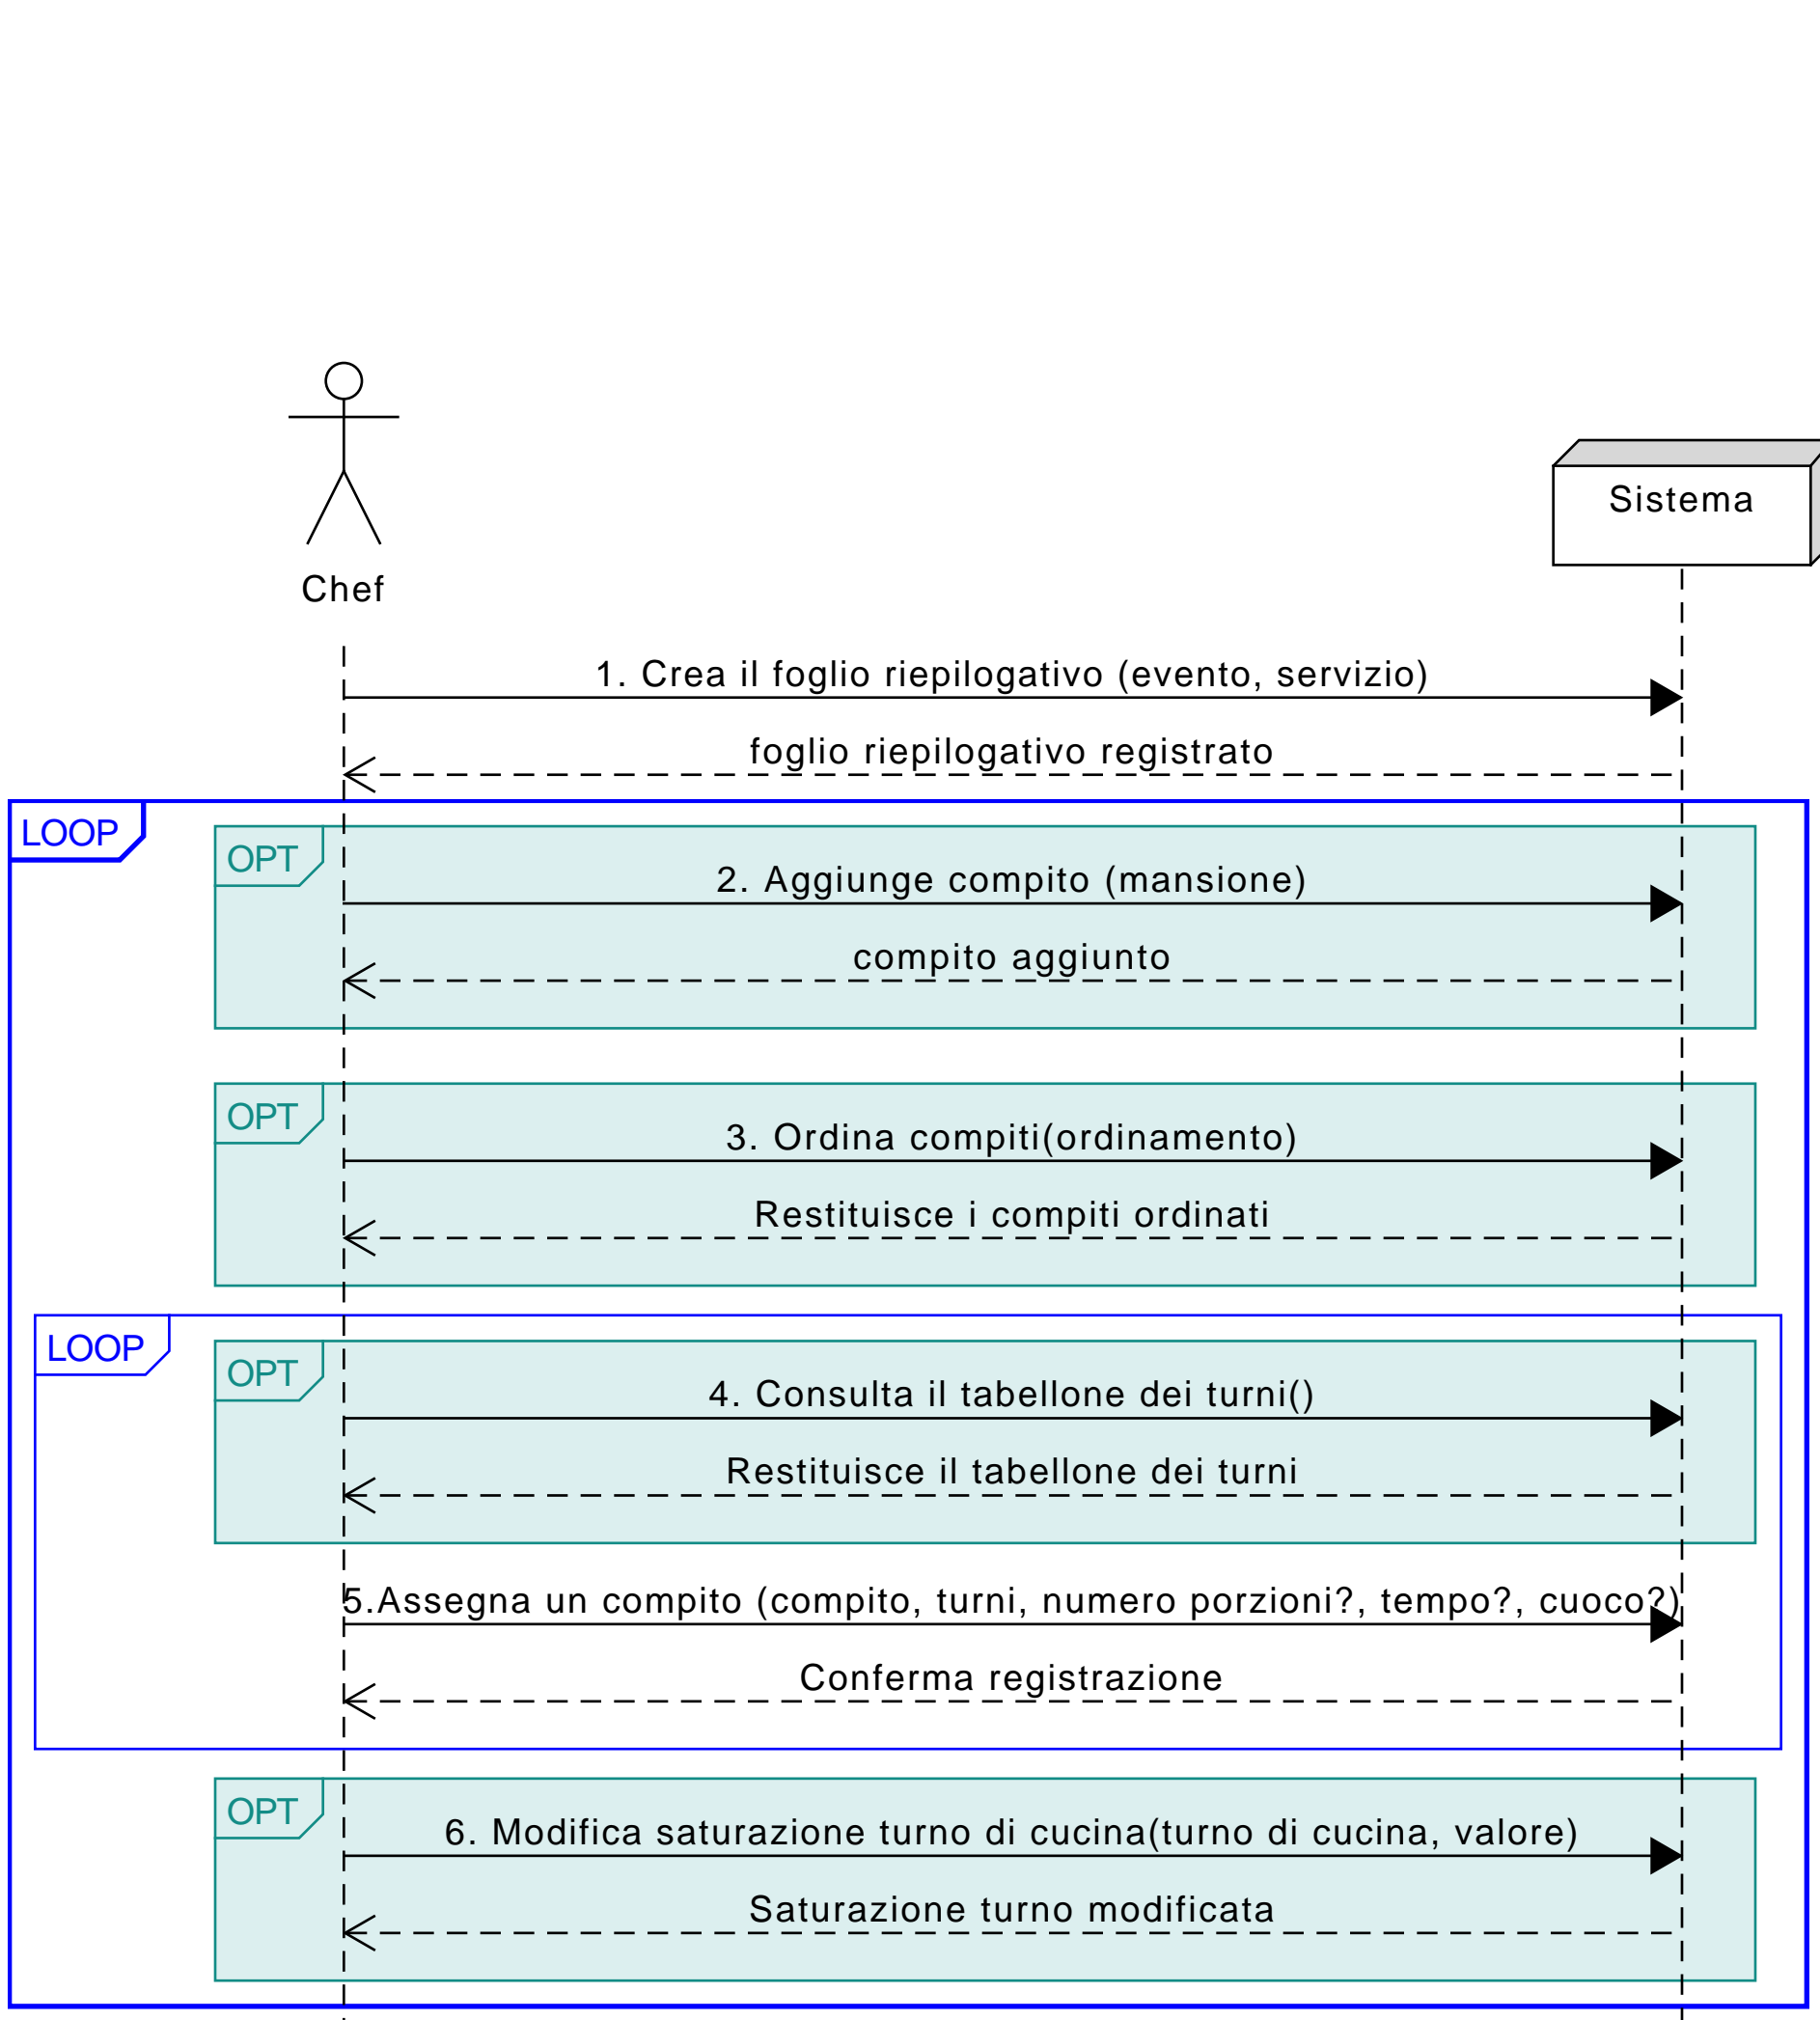 Sistema
Chef
1. Crea il foglio riepilogativo (evento, servizio)
foglio riepilogativo registrato
LOOP
OPT
2. Aggiunge compito (mansione)
compito aggiunto
OPT
3. Ordina compiti(ordinamento)
Restituisce i compiti ordinati
LOOP
OPT
4. Consulta il tabellone dei turni()
Restituisce il tabellone dei turni
5.Assegna un compito (compito, turni, numero porzioni?, tempo?, cuoco?)
Conferma registrazione
OPT
6. Modifica saturazione turno di cucina(turno di cucina, valore)
Saturazione turno modificata